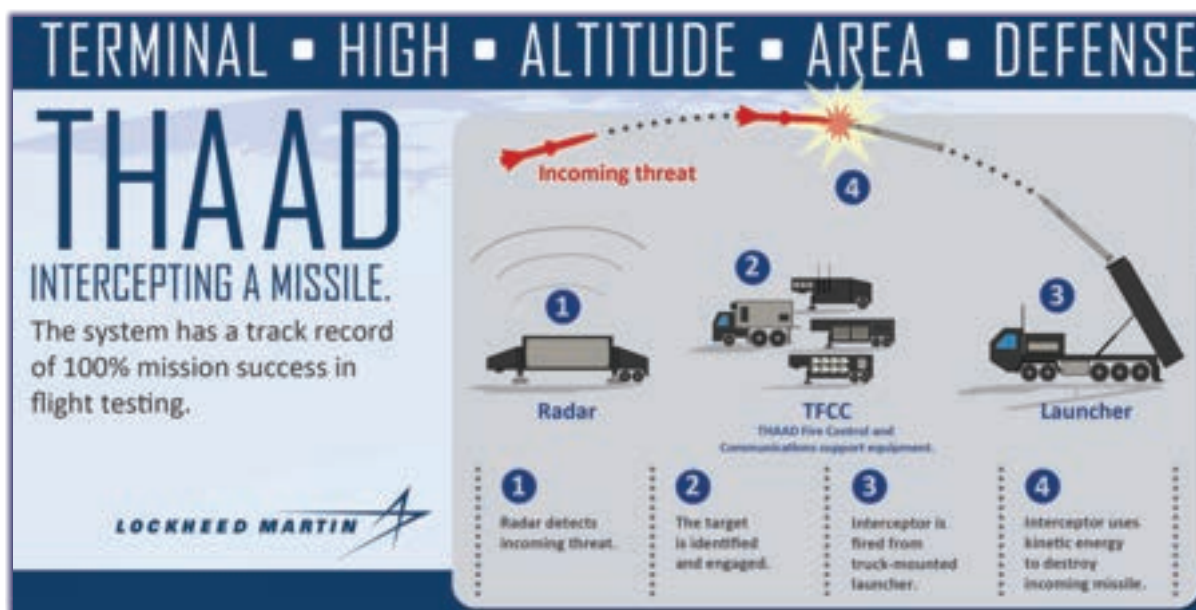 TERMINAL ▪ HIGH ▪ ALTITUDE ▪ AREA ▪ DEFENSE
THAAD
INTERCEPTING A MISSILE.
The system has a track record
of 100% mission success in
flight testing.
LOCKHEED MARTIN
Incoming threat
4
1
2
3
Radar
TFCC
THAAD Fire Control and
Communications support equipment.
Launcher
1
Radar detects
incoming threat.
2
The target
is identified
and engaged.
3
Interceptor is
fired from
truck-mounted
launcher.
4
Interceptor uses
kinetic energy
to destroy
incoming missile.